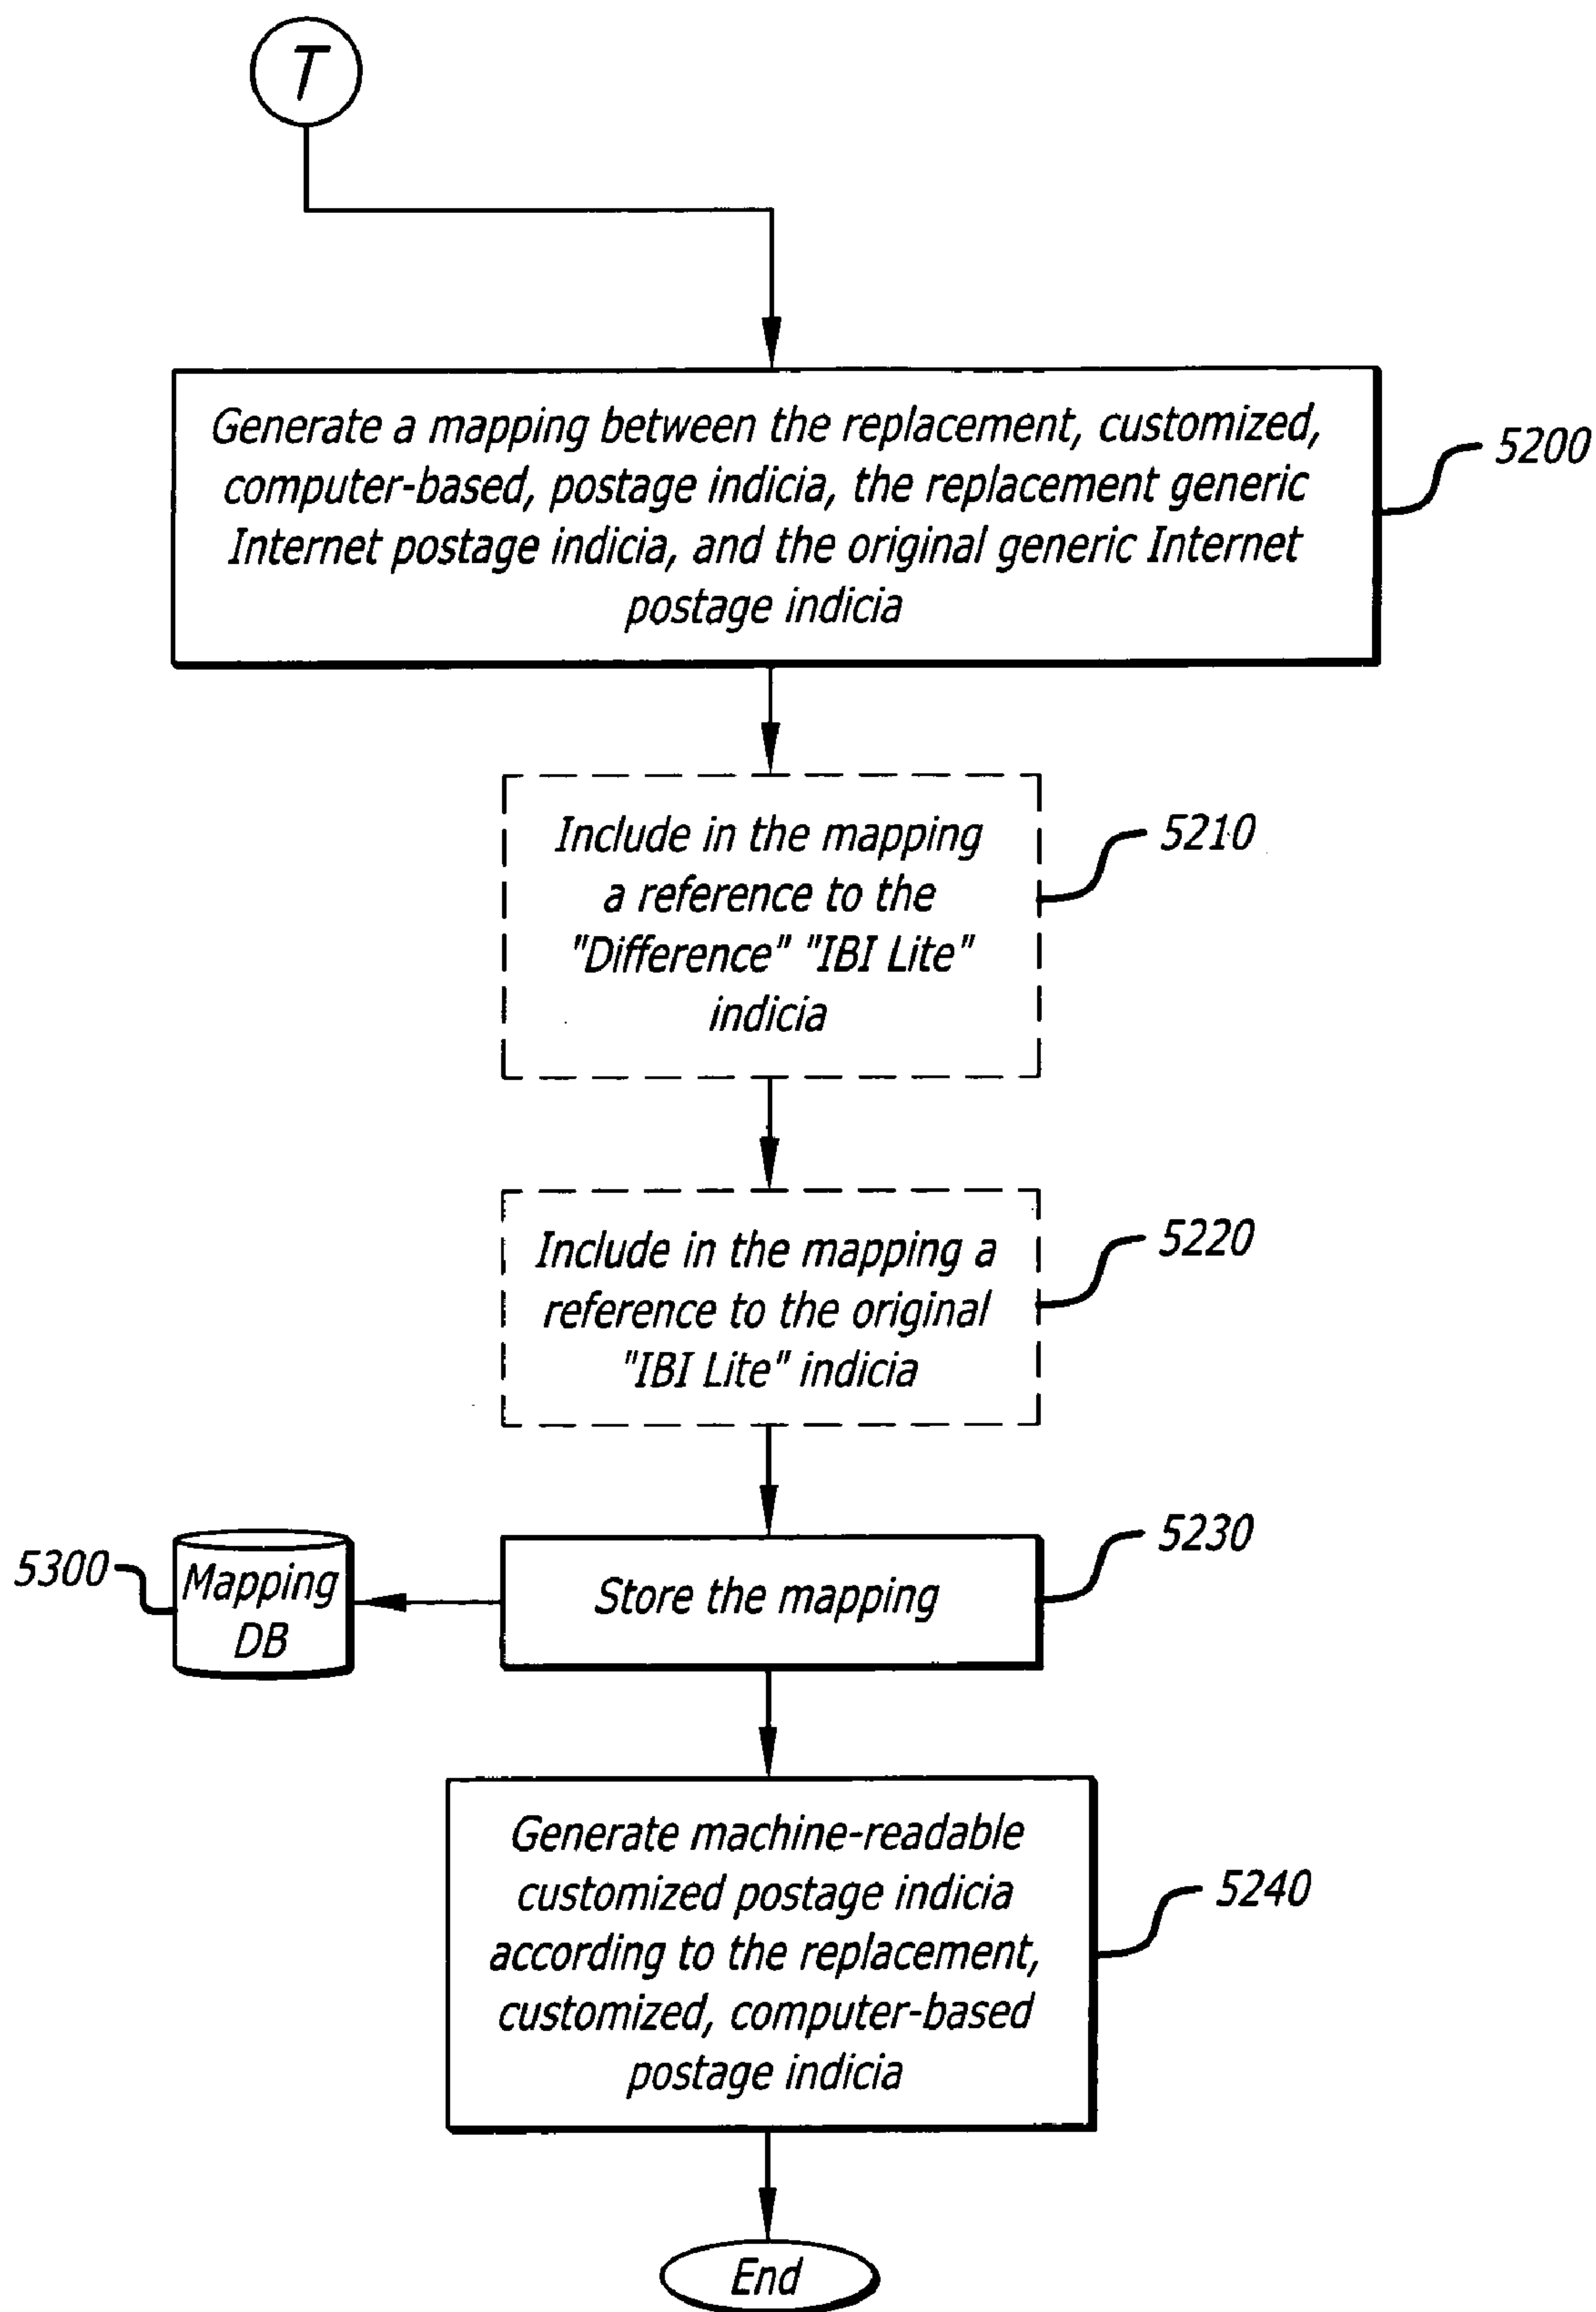 T
Generate a mapping between the replacement, customized,
computer-based, postage indicia, the replacement generic
Internet postage indicia, and the original generic Internet
postage indicia
5200
Include in the mapping
a reference to the
"Difference" "IBI Lite"
indicia
5210
Include in the mapping a
reference to the original
"IBI Lite" indicia
5220
Store the mapping
5230
5300
Mapping
DB
Generate machine-readable
customized postage indicia
according to the replacement,
customized, computer-based
postage indicia
5240
End